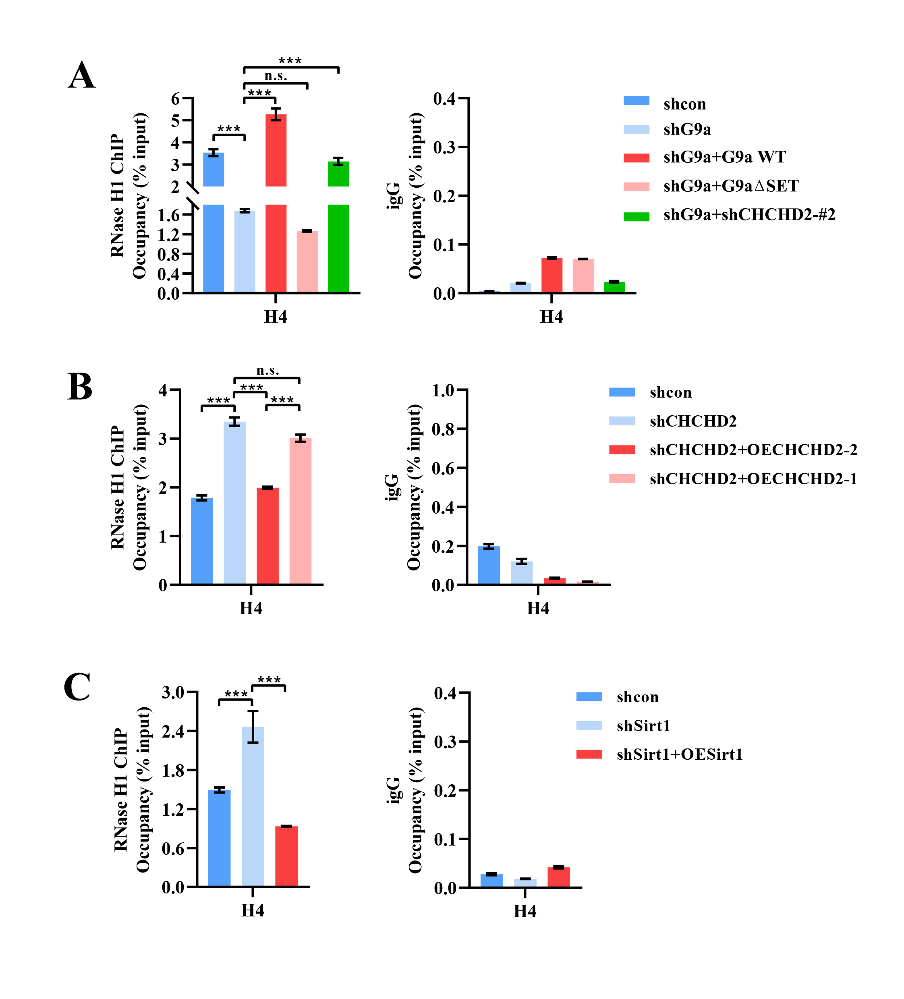 A
***
n.s.
***
***
RNase H1 ChIP
Occupancy (% input)
6
5
4
3
2
1.6
1.2
0.8
0.4
0.0
H4
igG
Occupancy (% input)
0.4
0.3
0.2
0.1
0.0
H4
shcon
shG9a
shG9a+G9a WT
shG9a+G9a△SET
shG9a+shCHCHD2-#2
B
n.s.
***
***
***
RNase H1 ChIP
Occupancy (% input)
4
3
2
1
0
H4
igG
Occupancy (% input)
1.0
0.8
0.6
0.4
0.2
0.0
H4
shcon
shCHCHD2
shCHCHD2+OECHCHD2-2
shCHCHD2+OECHCHD2-1
C
***
***
RNase H1 ChIP
Occupancy (% input)
3.0
2.4
1.8
1.2
0.6
0.0
H4
igG
Occupancy (% input)
0.4
0.3
0.2
0.1
0.0
H4
shcon
shSirt1
shSirt1+OESirt1